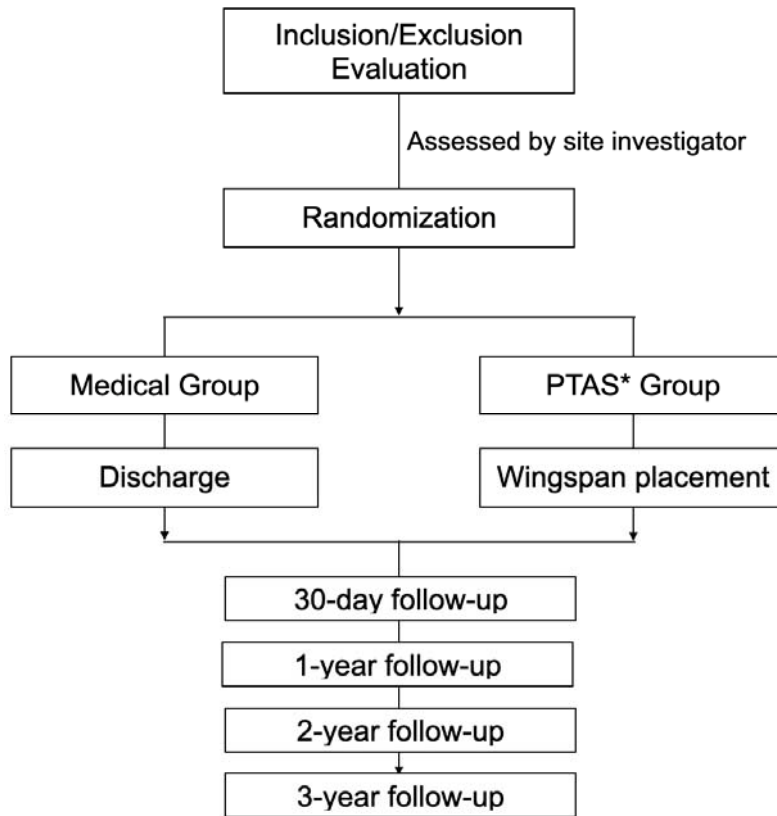 Inclusion/Exclusion
Evaluation
Assessed by site investigator
Randomization
Medical Group
PTAS* Group
Discharge
Wingspan placement
30-day follow-up
1-year follow-up
2-year follow-up
3-year follow-up